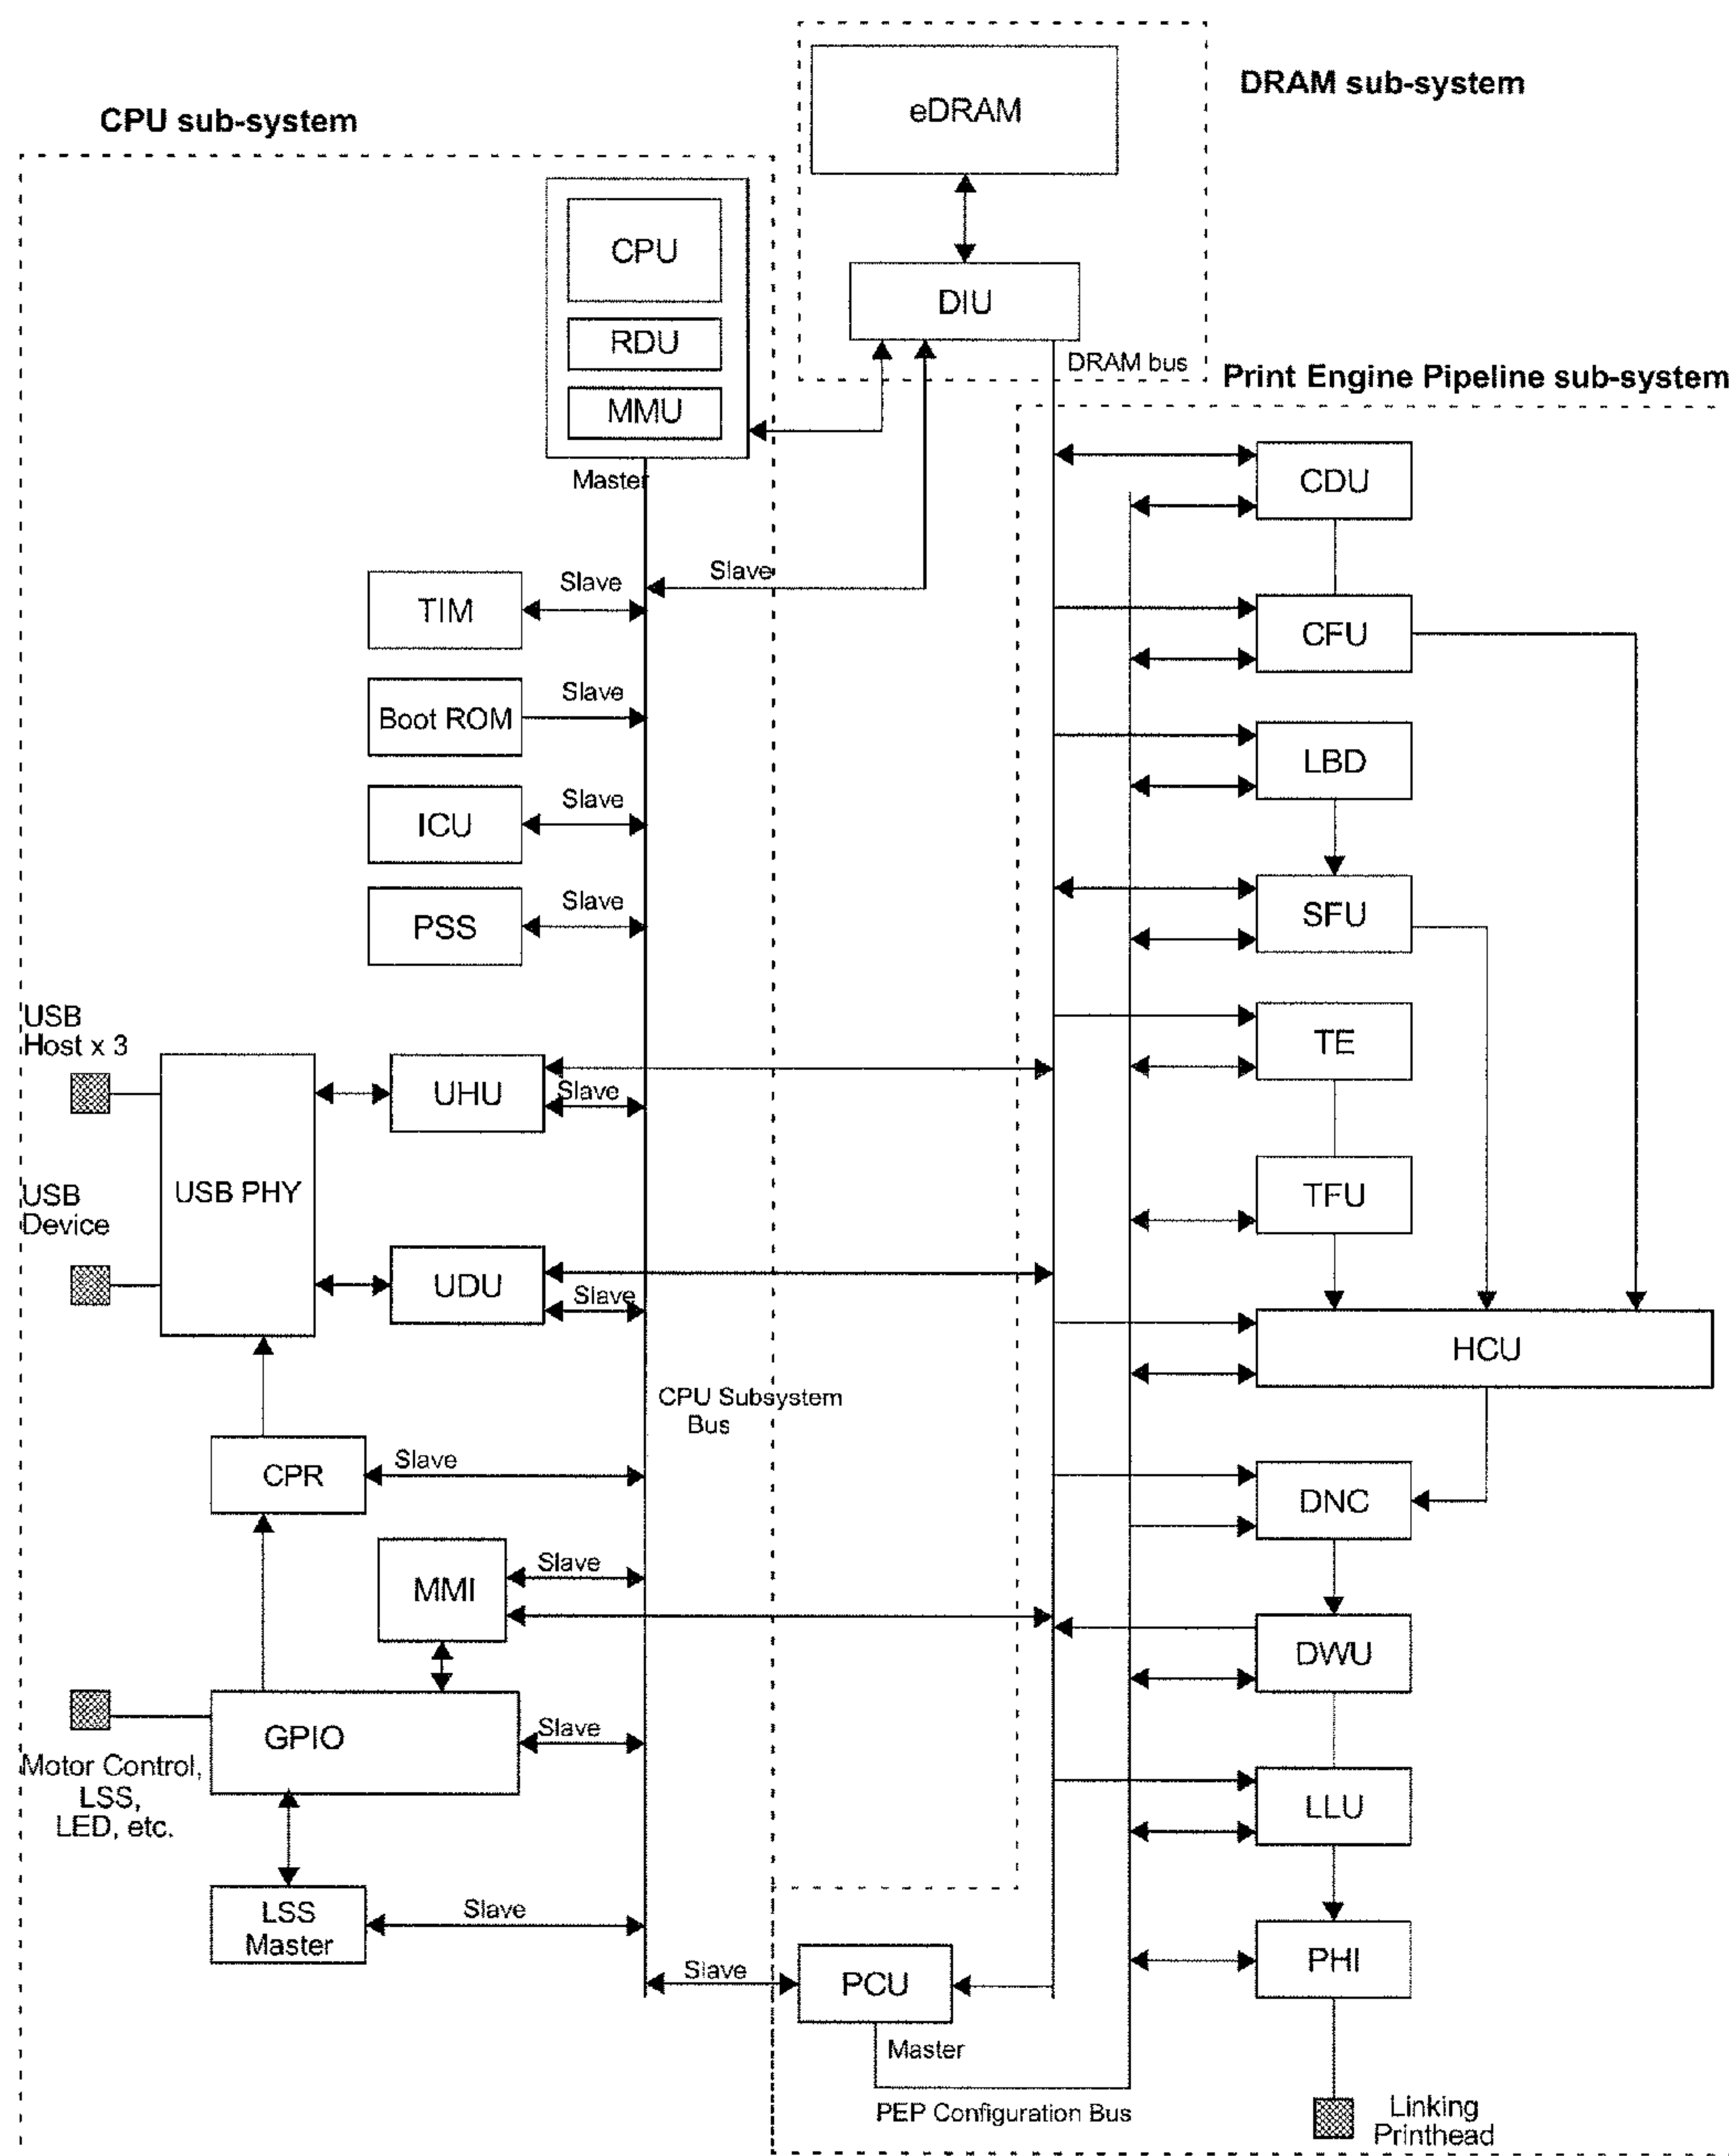 DRAM sub-system
CPU sub-system
eDRAM
CPU
RDU
MMU
DIU
DRAM bus
Print Engine Pipeline sub-system
Master
CDU
Slave
Slave
TIM
CFU
Slave
Boot ROM
LBD
Slave
ICU
Slave
PSS
SFU
USB
Host x 3
TE
UHU
Slave
USB PHY
USB
Device
TFU
UDU
Slave
HCU
CPU Subsystem
Bus
CPR
Slave
DNC
MMI
Slave
DWU
GPIO
Slave
Motor Control,
LSS,
LED, etc.
LLU
LSS
Master
Slave
PHI
Slave
PCU
Master
PEP Configuration Bus
Linking
Printhead